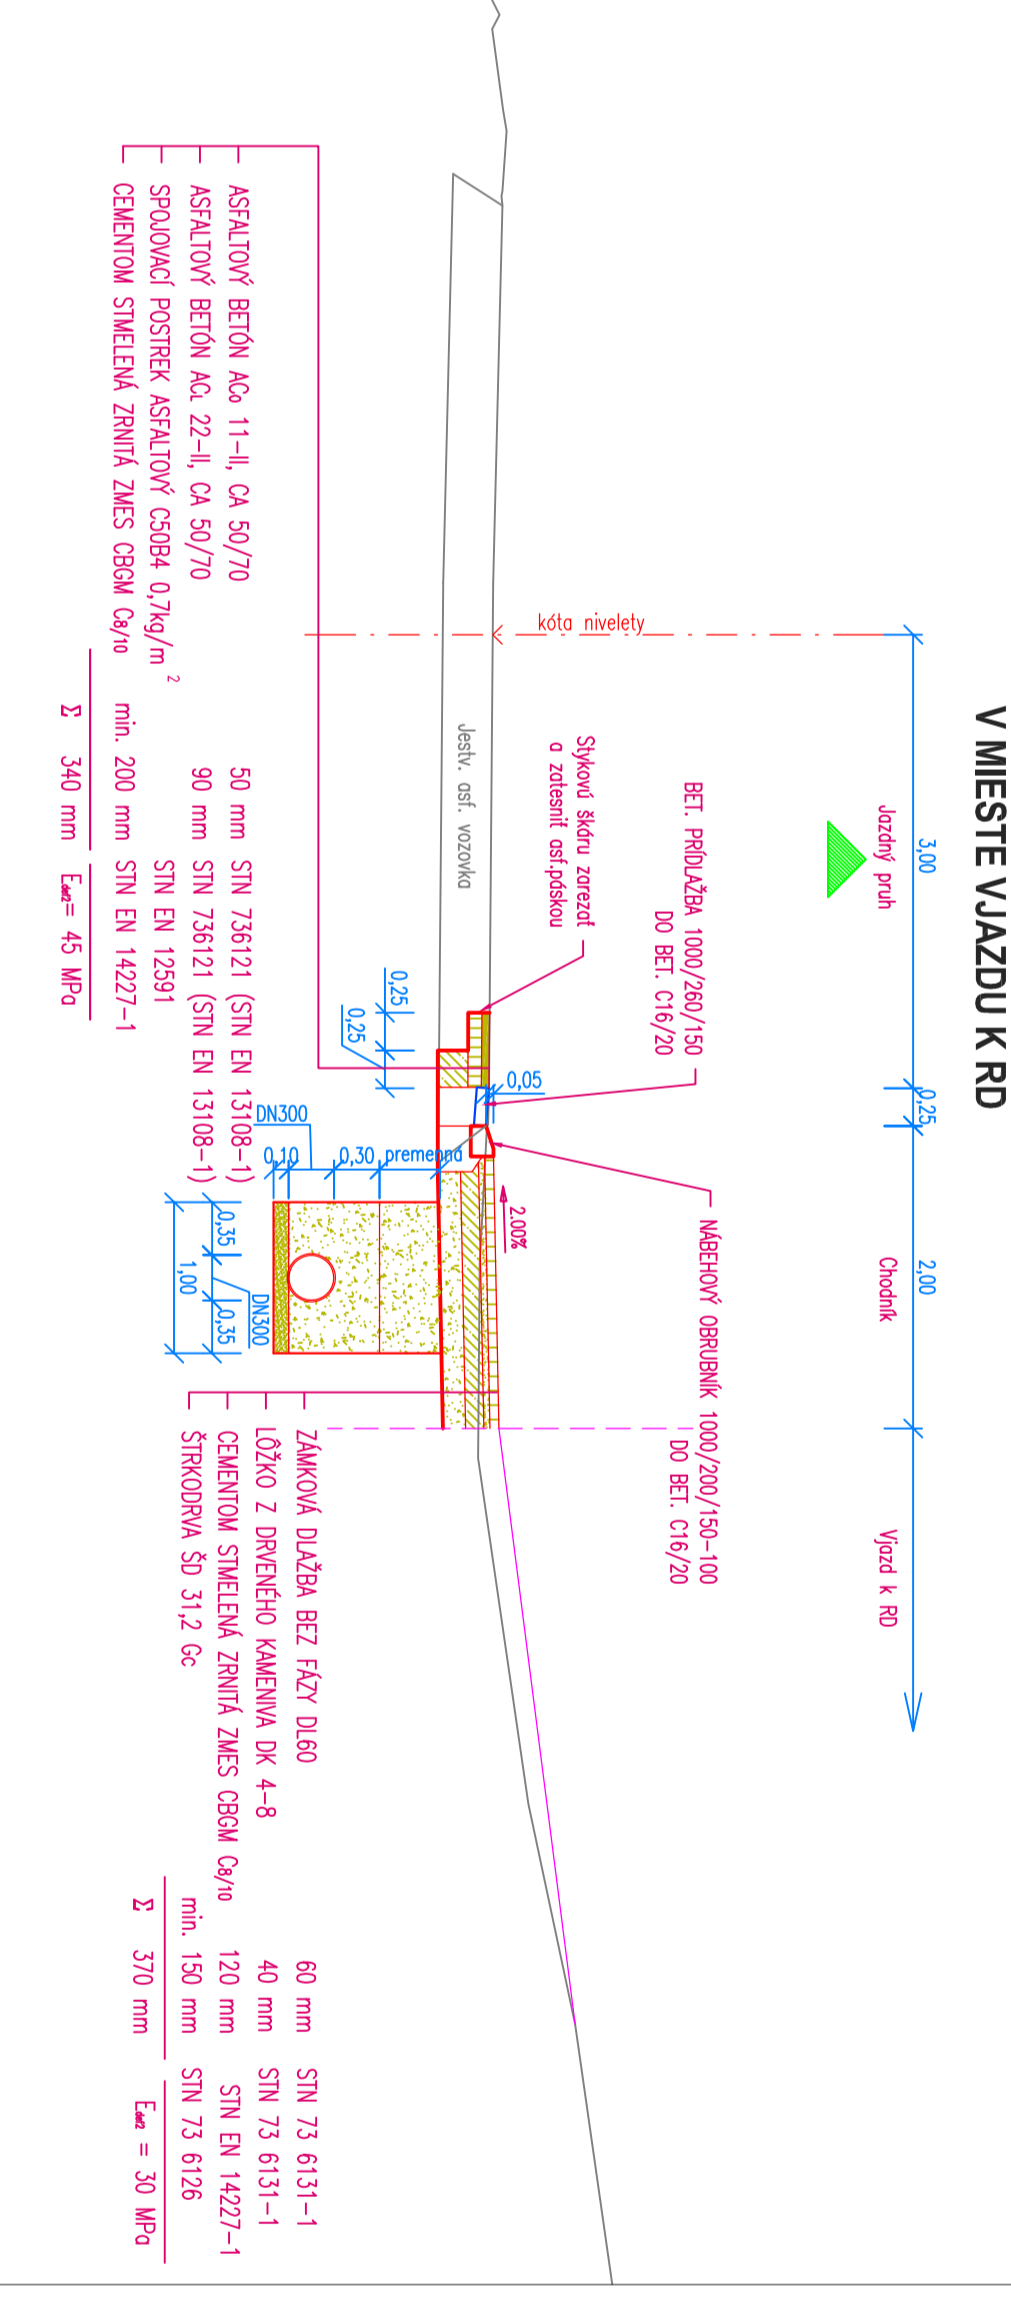 V MIESTE VJAZDU K RD
3,00
0,25
2,00
Jazdný pruh
Chodník
Vjazd k RD
kóta nivelety
BET. PRÍDLAŽBA 1000/260/150
DO BET. C16/20
NÁBEHOVÝ OBRUBNÍK 1000/200/150-100
DO BET. C16/20
Stykovú škáru zarezať
a zatesniť asf.páskou
Jestv. asf. vozovka
0,05
2.00%
0,25
0,25
DN300
0,10
0,30
premenná
0,35
DN300
0,35
1,00
ASFALTOVÝ BETÓN ACo 11-II, CA 50/70 50 mm STN 736121 (STN EN 13108-1)
ASFALTOVÝ BETÓN ACL 22-II, CA 50/70 90 mm STN 736121 (STN EN 13108-1)
SPOJOVACÍ POSTREK ASFALTOVÝ C50B4 0,7kg/m² STN EN 12591
CEMENTOM STMELENÁ ZRNITÁ ZMES CBGM C8/10 min. 200 mm STN EN 14227-1
Σ 340 mm Edef2= 45 MPa
ZÁMKOVÁ DLAŽBA BEZ FÁZY DL60 60 mm STN 73 6131-1
LÔŽKO Z DRVENÉHO KAMENIVA DK 4-8 40 mm STN 73 6131-1
CEMENTOM STMELENÁ ZRNITÁ ZMES CBGM C8/10 120 mm STN EN 14227-1
ŠTRKODRVA ŠD 31,2 Gc min. 150 mm STN 73 6126
Σ 370 mm Edef2 = 30 MPa